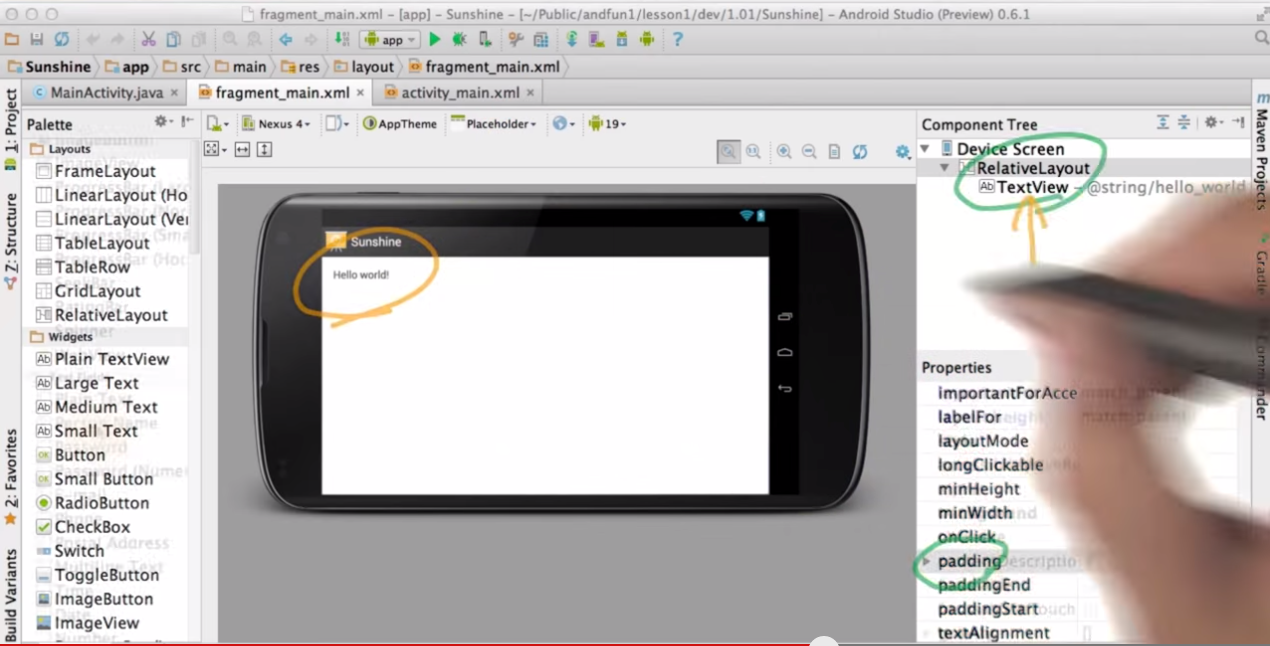 fragment_main.xml – [app] – Sunshine – [~/Public/andfun1/lesson1/dev/1.01/Sunshine] – Android Studio (Preview) 0.6.1
app
Sunshine app src main res layout fragment_main.xml
MainActivity.java × fragment_main.xml × activity_main.xml ×
1: Project
Z: Structure
2: Favorites
Build Variants
Palette
Layouts
FrameLayout
LinearLayout (Ho
LinearLayout (Ver
TableLayout
TableRow
GridLayout
RelativeLayout
Widgets
Plain TextView
Large Text
Medium Text
Small Text
Button
Small Button
RadioButton
CheckBox
Switch
ToggleButton
ImageButton
ImageView
Nexus 4 AppTheme Placeholder 19
Sunshine
Hello world!
Component Tree
Device Screen
RelativeLayout
Ab TextView – @string/hello_world
Properties
importantForAcce
labelFor
layoutMode
longClickable
minHeight
minWidth
onClick
padding
paddingEnd
paddingStart
textAlignment
m Maven Projects
Gradle
Commander